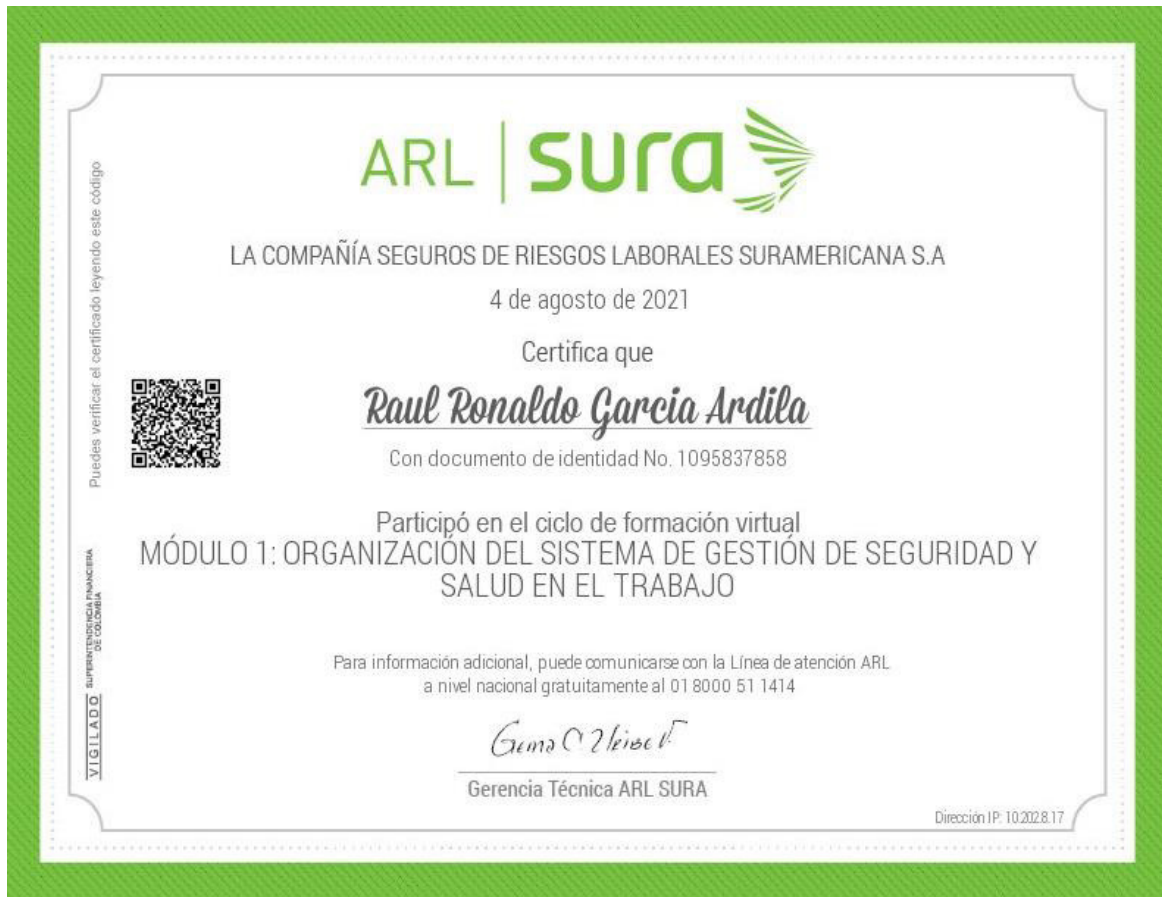 ARL | sura
LA COMPAÑÍA SEGUROS DE RIESGOS LABORALES SURAMERICANA S.A
4 de agosto de 2021
Certifica que
Raul Ronaldo Garcia Ardila
Con documento de identidad No. 1095837858
Participó en el ciclo de formación virtual
MÓDULO 1: ORGANIZACIÓN DEL SISTEMA DE GESTIÓN DE SEGURIDAD Y
SALUD EN EL TRABAJO
Para información adicional, puede comunicarse con la Línea de atención ARL
a nivel nacional gratuitamente al 01 8000 51 1414
Gerencia Técnica ARL SURA
Dirección IP: 10.202.8.17
Puedes verificar el certificado leyendo este código
VIGILADO SUPERINTENDENCIA FINANCIERA
DE COLOMBIA